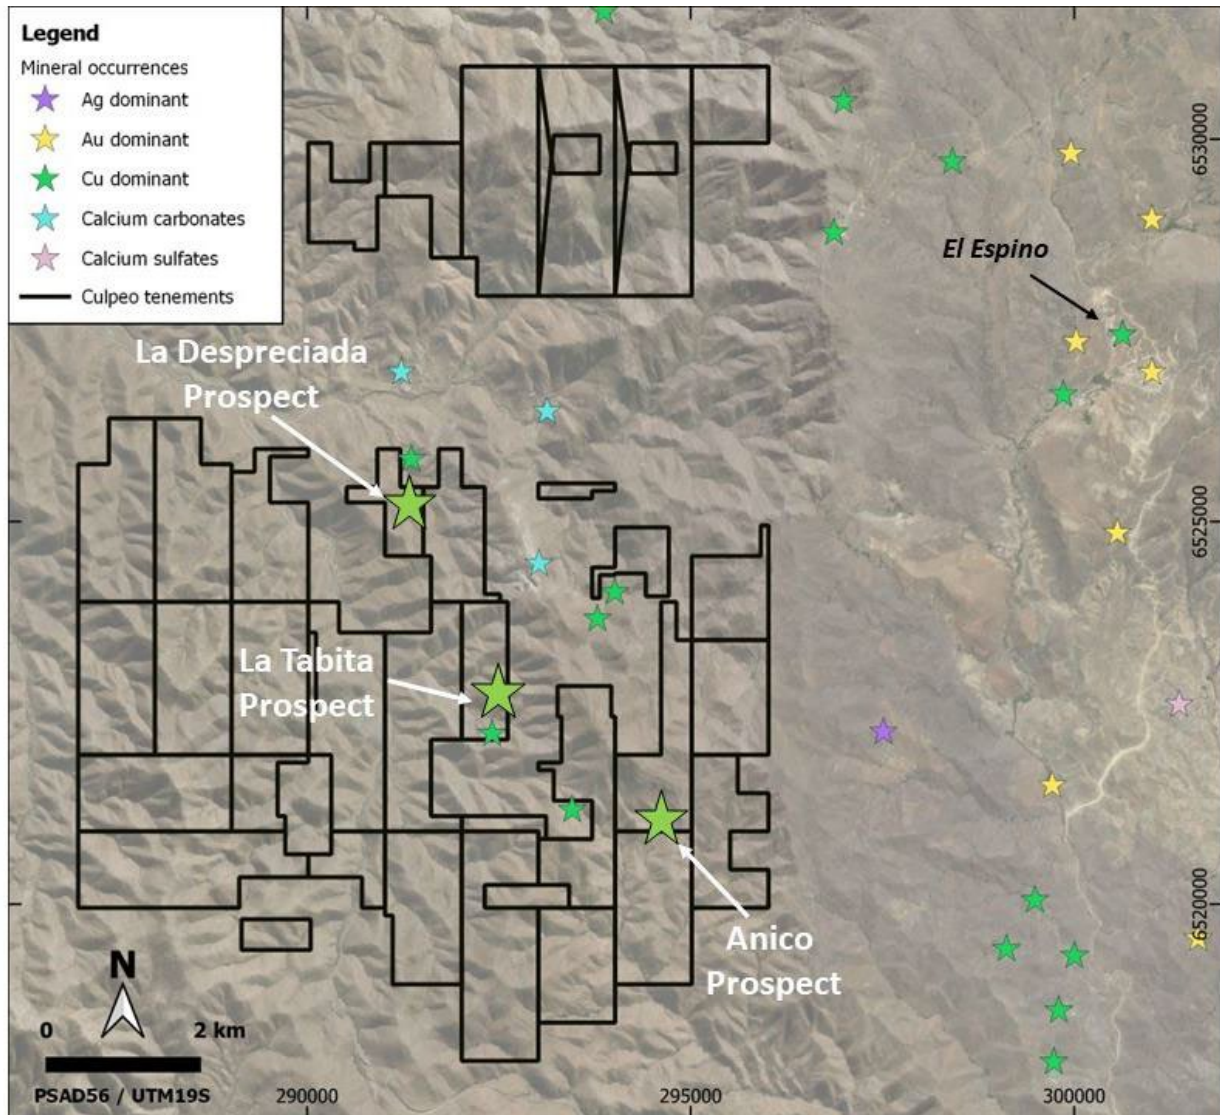 Legend
Mineral occurrences
Ag dominant
Au dominant
Cu dominant
Calcium carbonates
Calcium sulfates
Culpeo tenements
6530000
El Espino
La Despreciada
Prospect
6525000
La Tabita
Prospect
6520000
Anico
Prospect
N
0 2 km
PSAD56 / UTM19S
290000
295000
300000